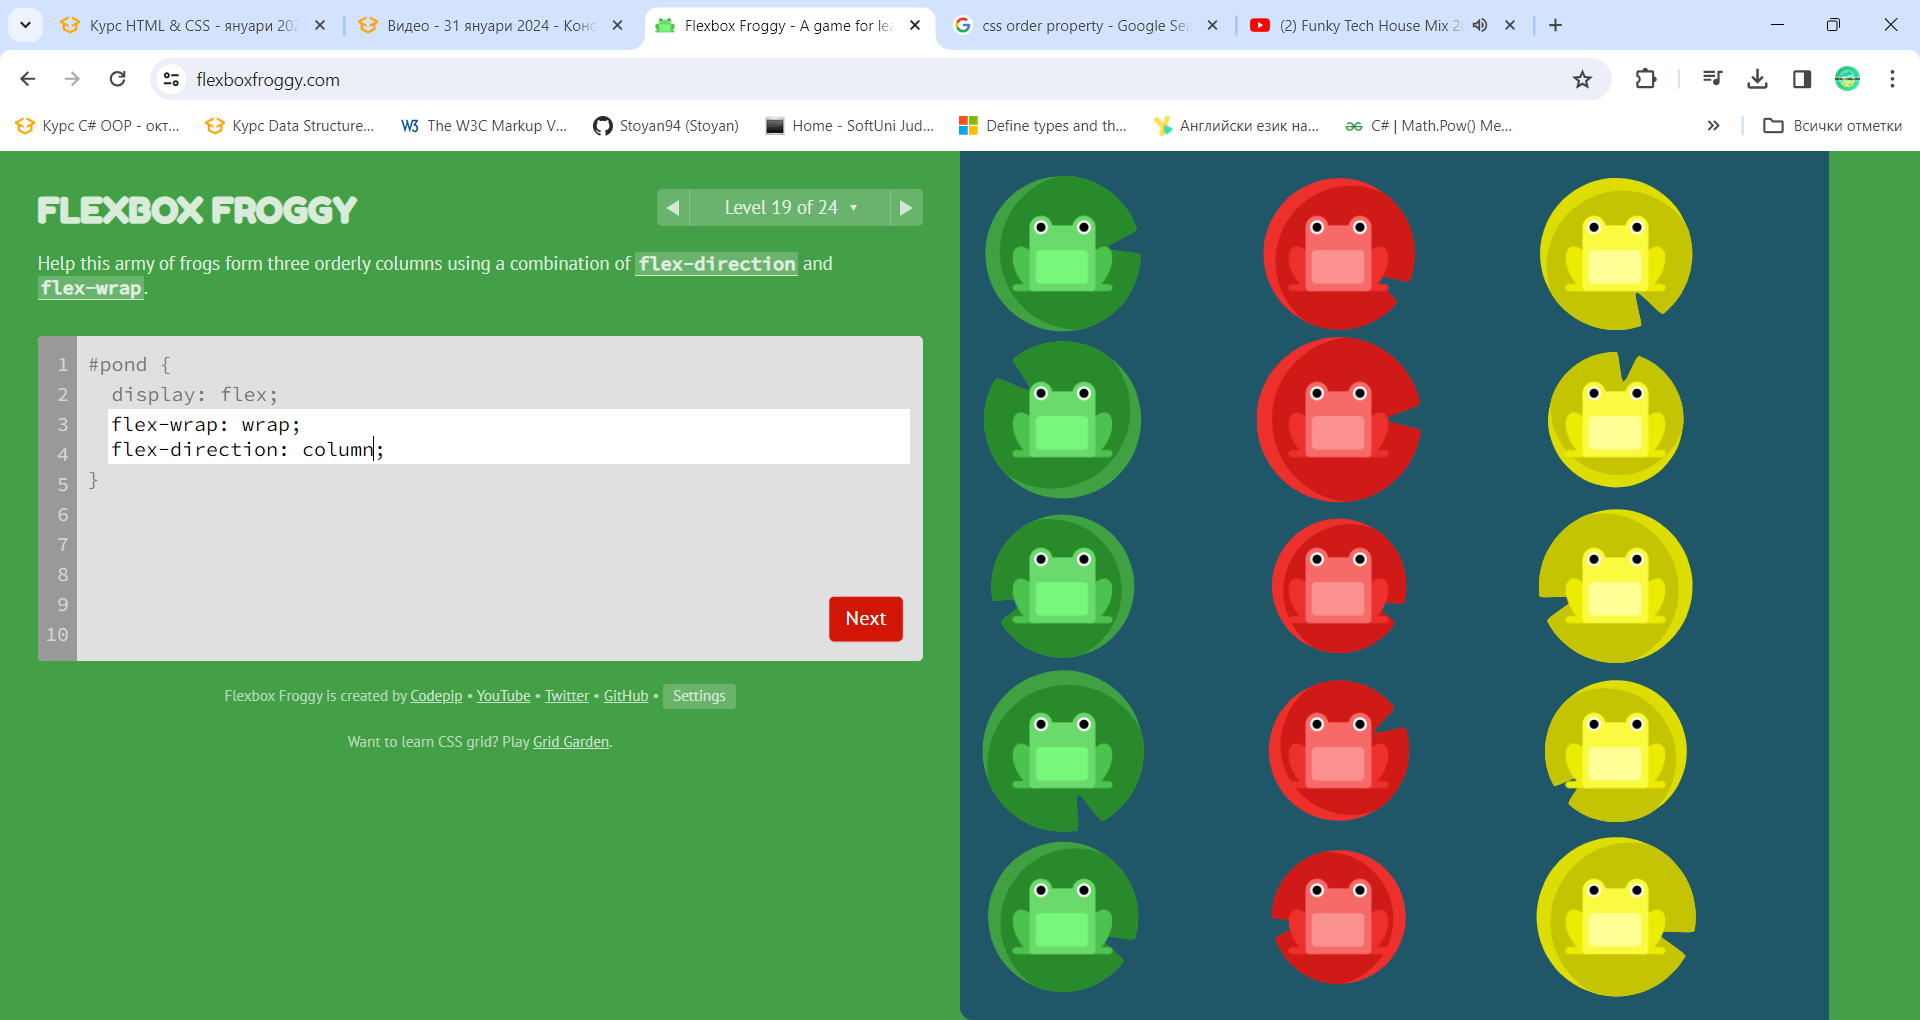 Курс HTML & CSS - януари 202
Видео - 31 януари 2024 - Конс
Flexbox Froggy - A game for lea
css order property - Google Sea
(2) Funky Tech House Mix 20
flexboxfroggy.com
Курс C# OOP - окт...
Курс Data Structure...
W3 The W3C Markup V...
Stoyan94 (Stoyan)
Home - SoftUni Jud...
Define types and th...
Английски език на...
C# | Math.Pow() Me...
Всички отметки
FLEXBOX FROGGY
Level 19 of 24
Help this army of frogs form three orderly columns using a combination of flex-direction and
flex-wrap.
1 #pond {
2 display: flex;
3 flex-wrap: wrap;
4 flex-direction: column;
5 }
6
7
8
9
10
Next
Flexbox Froggy is created by Codepip • YouTube • Twitter • GitHub • Settings
Want to learn CSS grid? Play Grid Garden.